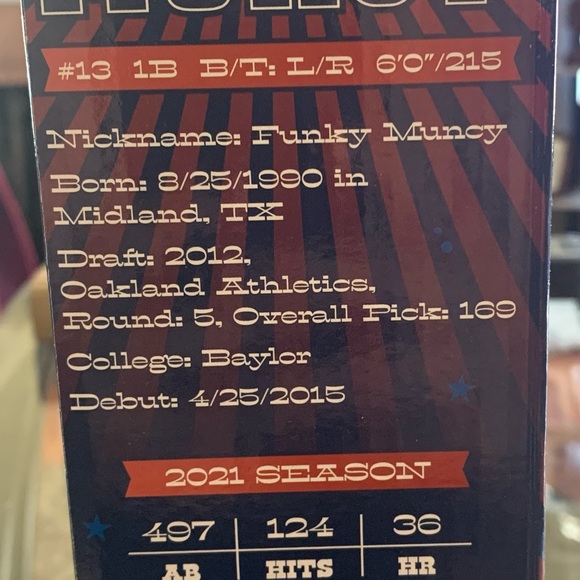 #13 1B B/T: L/R 6'0"/215
Nickname: Funky Muncy
Born: 8/25/1990 in
Midland, TX
Draft: 2012,
Oakland Athletics,
Round: 5, Overall Pick: 169
College: Baylor
Debut: 4/25/2015
2021 SEASON
497 124 36
AB HITS HR